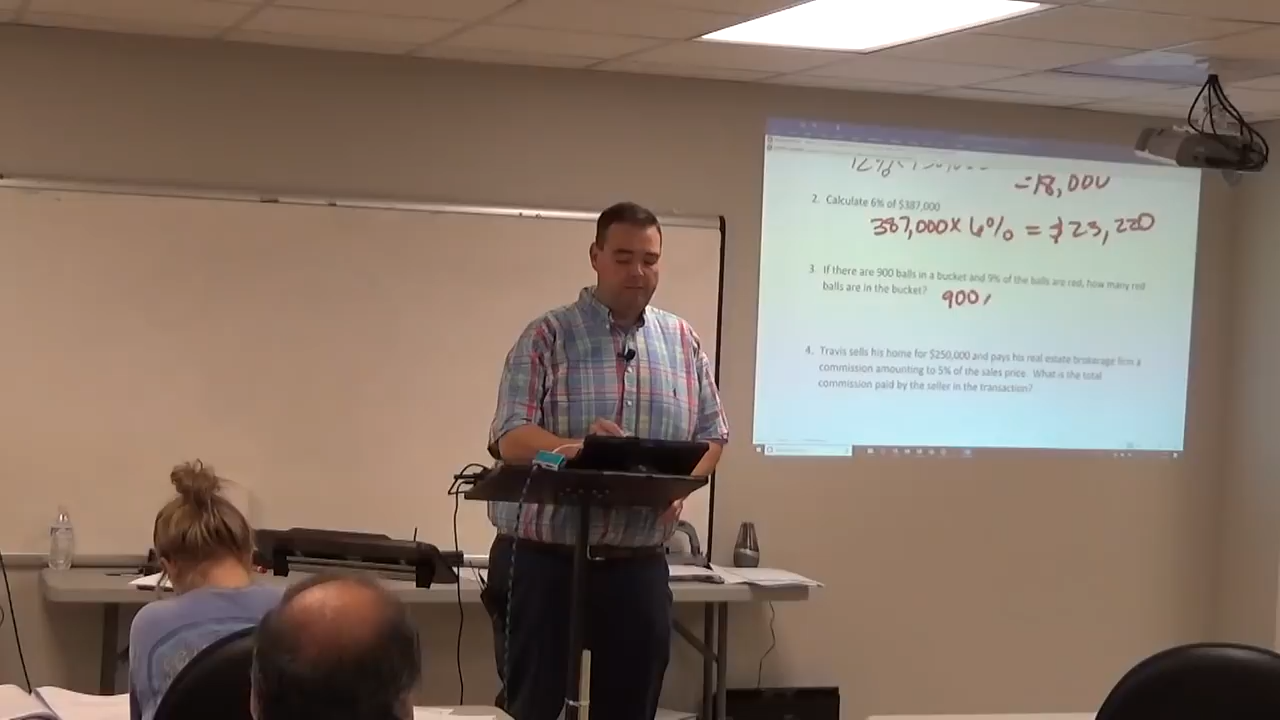 = 18,000
2. Calculate 6% of $387,000
387,000 x 6% = $23,220
3. If there are 900 balls in a bucket and 9% of the balls are red, how many red
balls are in the bucket?
900
4. Travis sells his home for $250,000 and pays his real estate brokerage firm a
commission amounting to 5% of the sales price. What is the total
commission paid by the seller in the transaction?